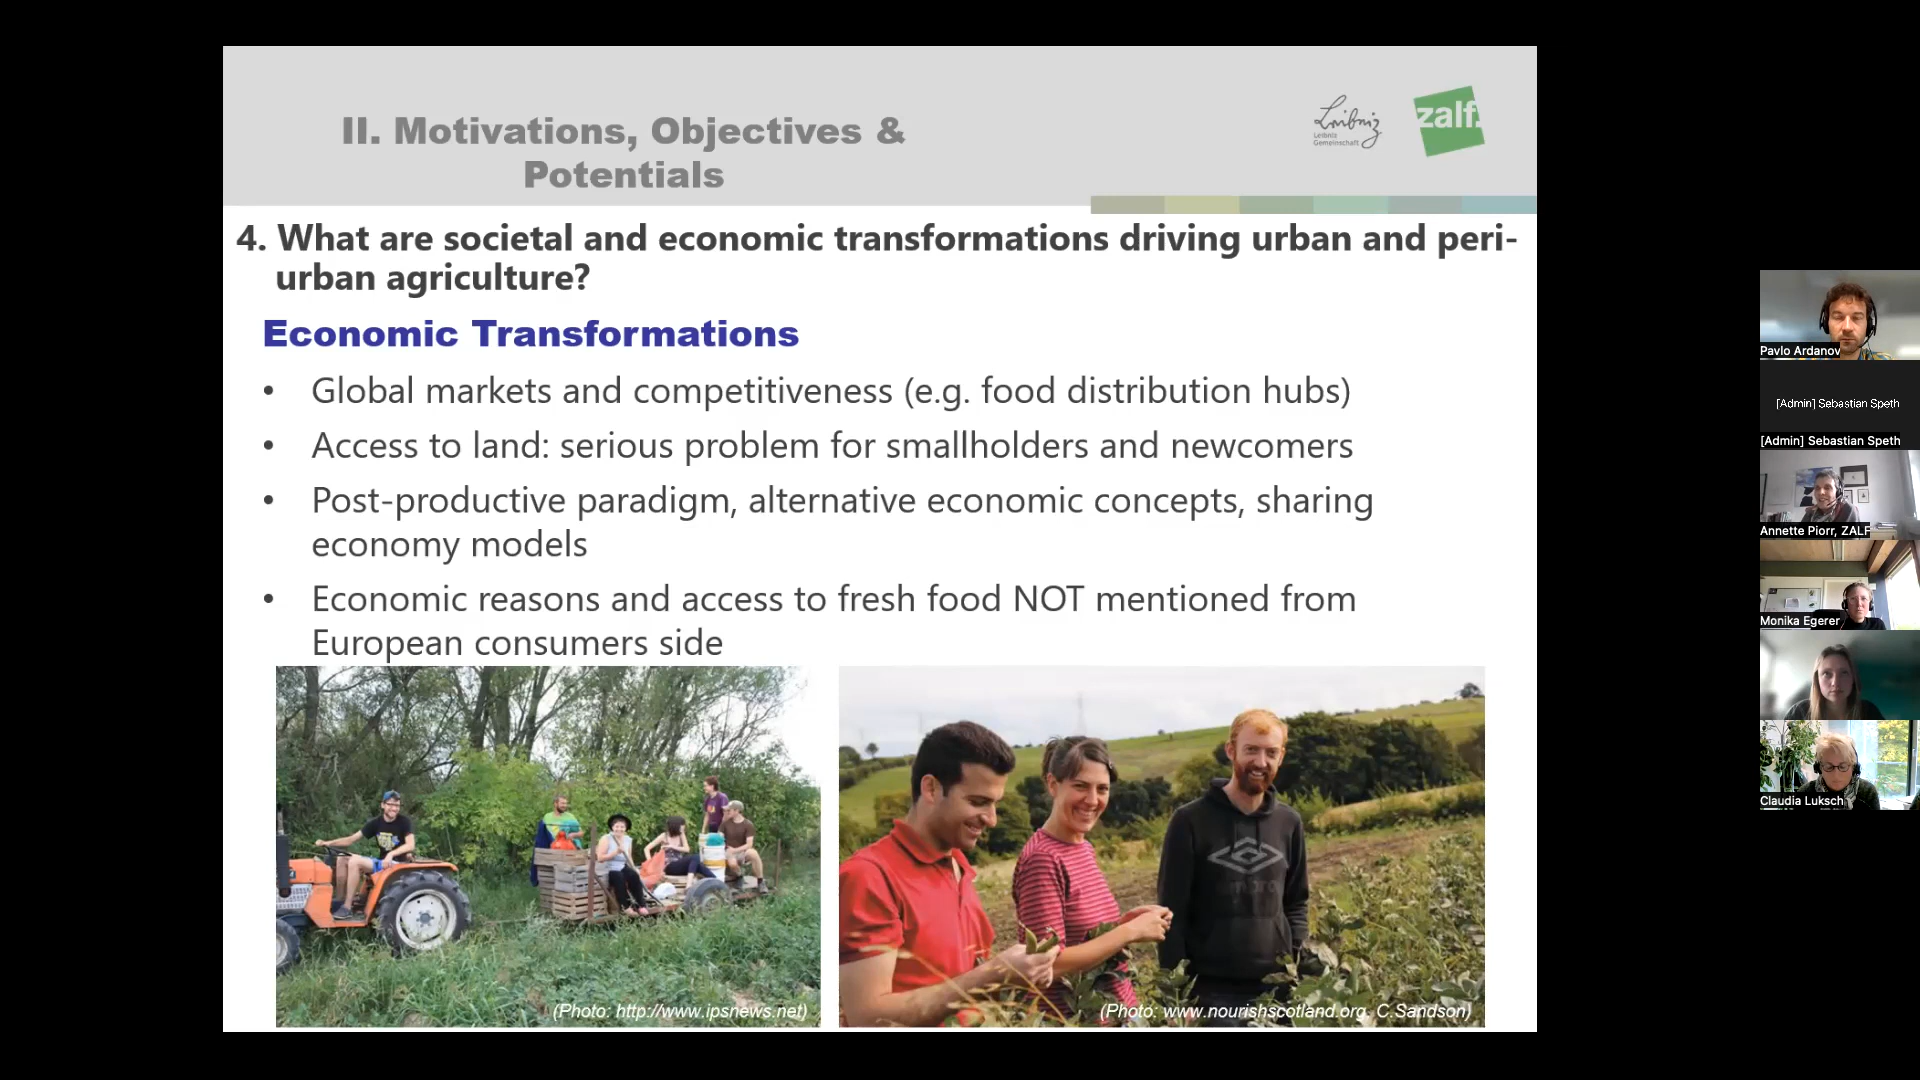 II. Motivations, Objectives &
Potentials
Leibniz
Leibniz
Gemeinschaft
zalf.
4. What are societal and economic transformations driving urban and peri-
urban agriculture?
Economic Transformations
• Global markets and competitiveness (e.g. food distribution hubs)
• Access to land: serious problem for smallholders and newcomers
• Post-productive paradigm, alternative economic concepts, sharing
economy models
• Economic reasons and access to fresh food NOT mentioned from
European consumers side
(Photo: http://www.ipsnews.net)
(Photo: www.nourishscotland.org, C.Sandson)
Pavlo Ardanov
[Admin] Sebastian Speth
[Admin] Sebastian Speth
Annette Piorr, ZALF
Monika Egerer
Claudia Luksch